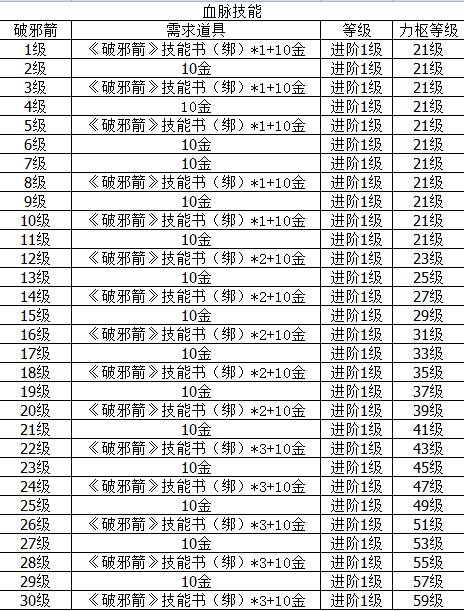 血脉技能
破邪箭 需求道具 等级 力枢等级
1级 《破邪箭》技能书（绑）*1+10金 进阶1级 21级
2级 10金 进阶1级 21级
3级 《破邪箭》技能书（绑）*1+10金 进阶1级 21级
4级 10金 进阶1级 21级
5级 《破邪箭》技能书（绑）*1+10金 进阶1级 21级
6级 10金 进阶1级 21级
7级 10金 进阶1级 21级
8级 《破邪箭》技能书（绑）*1+10金 进阶1级 21级
9级 10金 进阶1级 21级
10级 《破邪箭》技能书（绑）*1+10金 进阶1级 21级
11级 10金 进阶1级 21级
12级 《破邪箭》技能书（绑）*2+10金 进阶1级 23级
13级 10金 进阶1级 25级
14级 《破邪箭》技能书（绑）*2+10金 进阶1级 27级
15级 10金 进阶1级 29级
16级 《破邪箭》技能书（绑）*2+10金 进阶1级 31级
17级 10金 进阶1级 33级
18级 《破邪箭》技能书（绑）*2+10金 进阶1级 35级
19级 10金 进阶1级 37级
20级 《破邪箭》技能书（绑）*2+10金 进阶1级 39级
21级 10金 进阶1级 41级
22级 《破邪箭》技能书（绑）*3+10金 进阶1级 43级
23级 10金 进阶1级 45级
24级 《破邪箭》技能书（绑）*3+10金 进阶1级 47级
25级 10金 进阶1级 49级
26级 《破邪箭》技能书（绑）*3+10金 进阶1级 51级
27级 10金 进阶1级 53级
28级 《破邪箭》技能书（绑）*3+10金 进阶1级 55级
29级 10金 进阶1级 57级
30级 《破邪箭》技能书（绑）*3+10金 进阶1级 59级